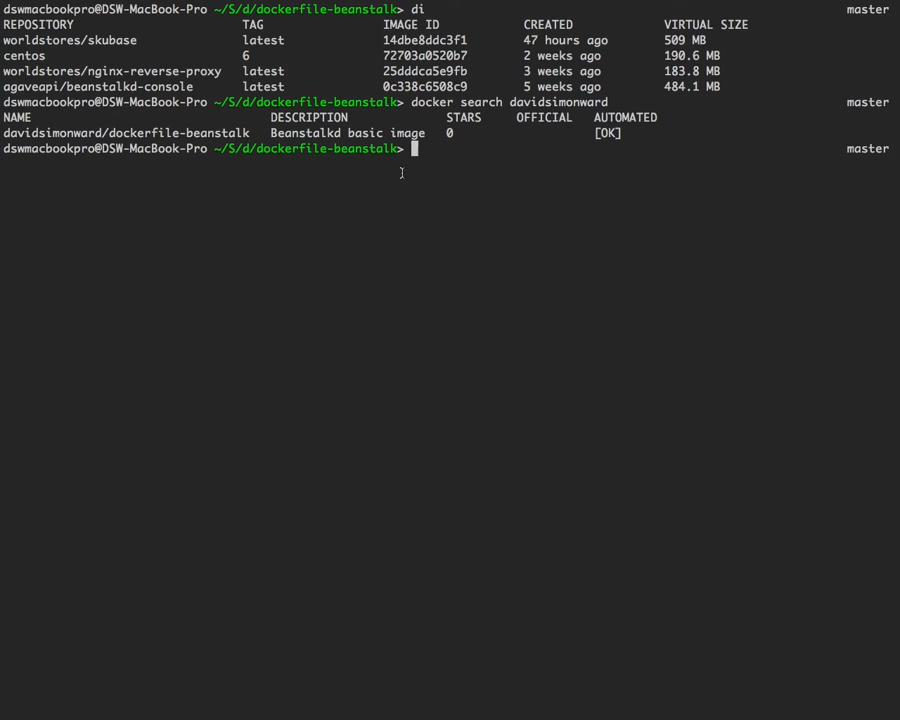 dswmacbookpro@DSW-MacBook-Pro ~/S/d/dockerfile-beanstalk> di master
REPOSITORY TAG IMAGE ID CREATED VIRTUAL SIZE
worldstores/skubase latest 14dbe8ddc3f1 47 hours ago 509 MB
centos 6 72703a0520b7 2 weeks ago 190.6 MB
worldstores/nginx-reverse-proxy latest 25dddca5e9fb 3 weeks ago 183.8 MB
agaveapi/beanstalkd-console latest 0c338c6508c9 5 weeks ago 484.1 MB
dswmacbookpro@DSW-MacBook-Pro ~/S/d/dockerfile-beanstalk> docker search davidsimonward master
NAME DESCRIPTION STARS OFFICIAL AUTOMATED
davidsimonward/dockerfile-beanstalk Beanstalkd basic image 0 [OK]
dswmacbookpro@DSW-MacBook-Pro ~/S/d/dockerfile-beanstalk> master